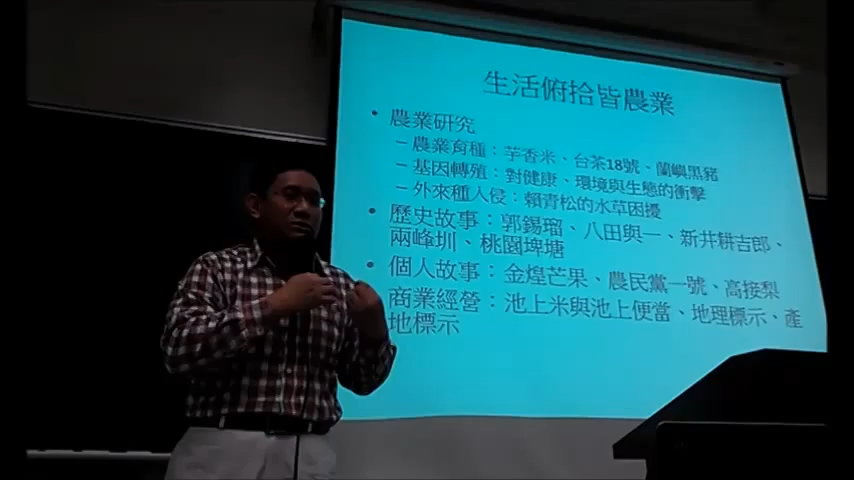 生活俯拾皆農業
• 農業研究
– 農業育種：芋香米、台茶18號、蘭嶼黑豬
– 基因轉殖：對健康、環境與生態的衝擊
– 外來種入侵：賴青松的水草困擾
• 歷史故事：郭錫瑠、八田與一、新井耕吉郎、
兩峰圳、桃園埤塘
• 個人故事：金煌芒果、農民黨一號、高接梨
商業經營：池上米與池上便當、地理標示、產
地標示